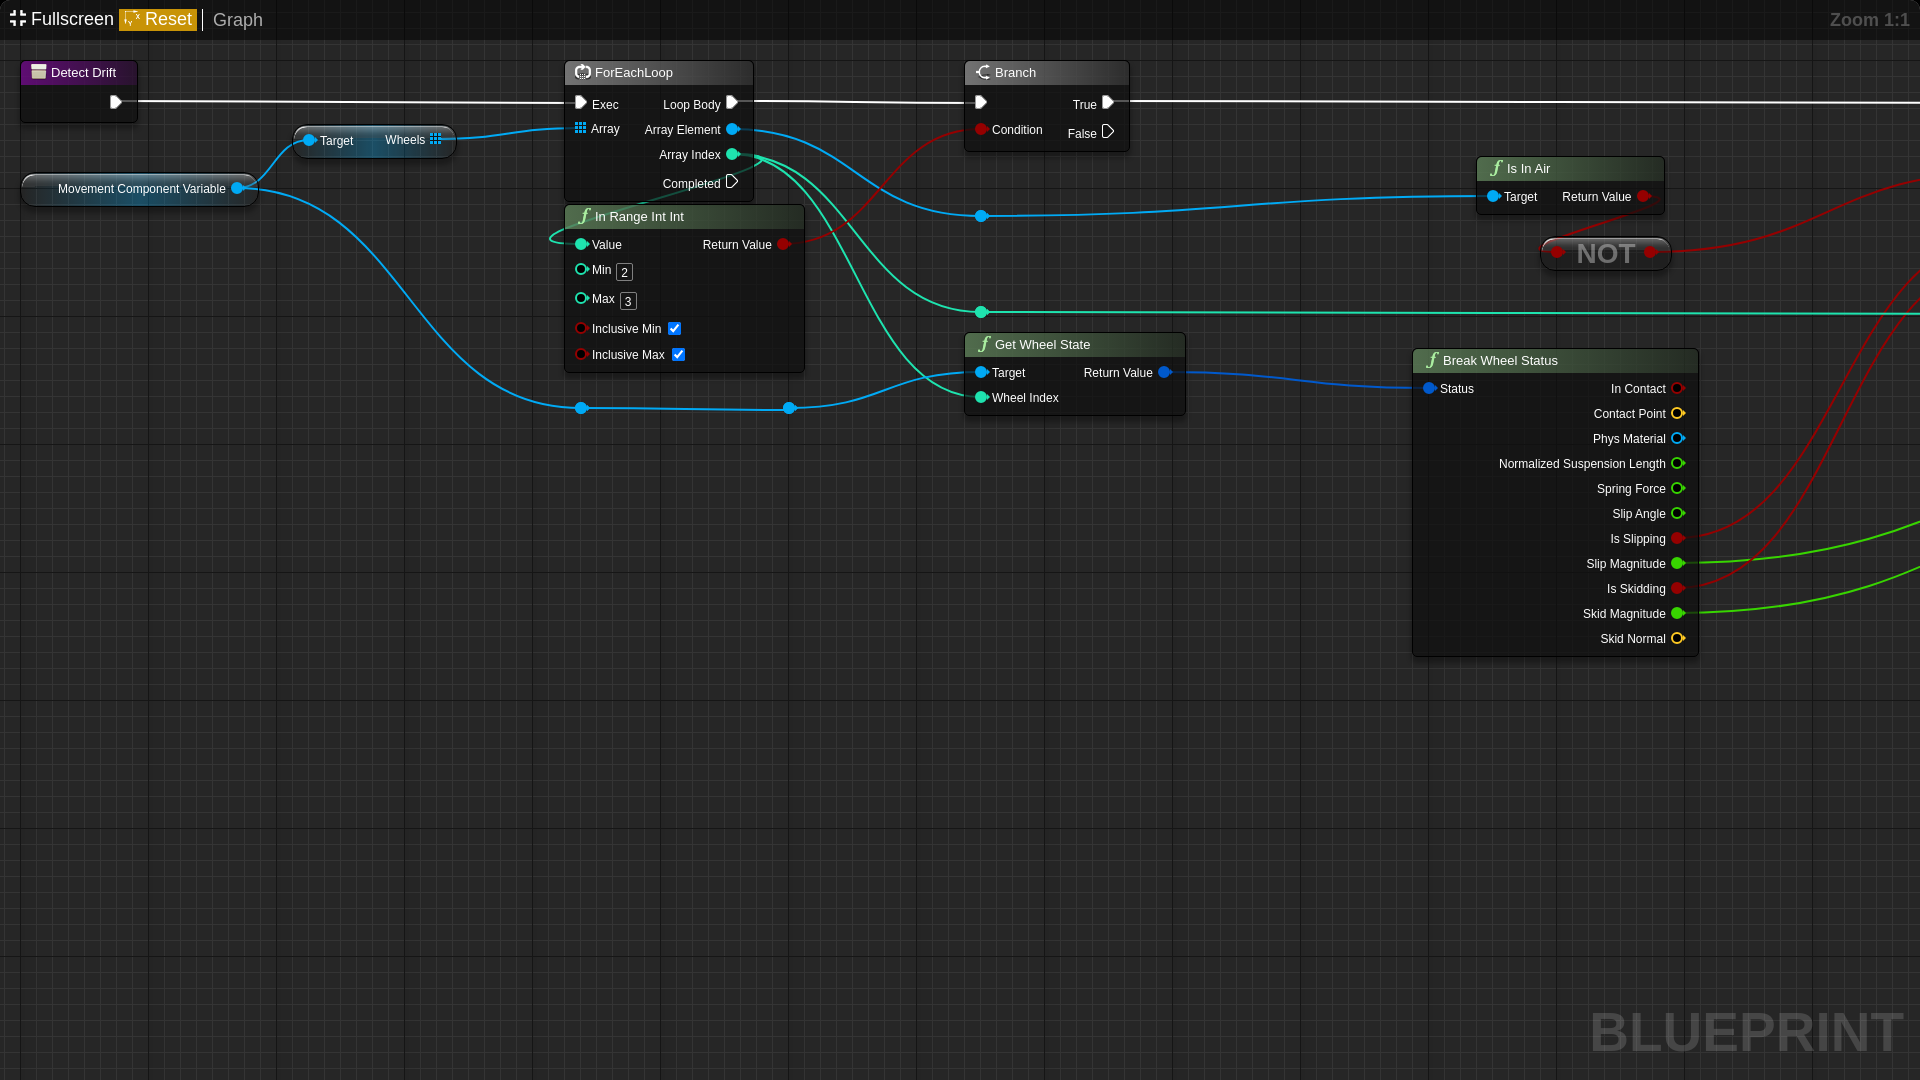 Fullscreen Reset Graph Zoom 1:1
Detect Drift
Movement Component Variable
Target Wheels
ForEachLoop
Exec Loop Body
Array Array Element
Array Index
Completed
In Range Int Int
Value Return Value
Min 2
Max 3
Inclusive Min
Inclusive Max
Branch
True
Condition False
Get Wheel State
Target Return Value
Wheel Index
Is In Air
Target Return Value
NOT
Break Wheel Status
Status In Contact
Contact Point
Phys Material
Normalized Suspension Length
Spring Force
Slip Angle
Is Slipping
Slip Magnitude
Is Skidding
Skid Magnitude
Skid Normal
BLUEPRINT